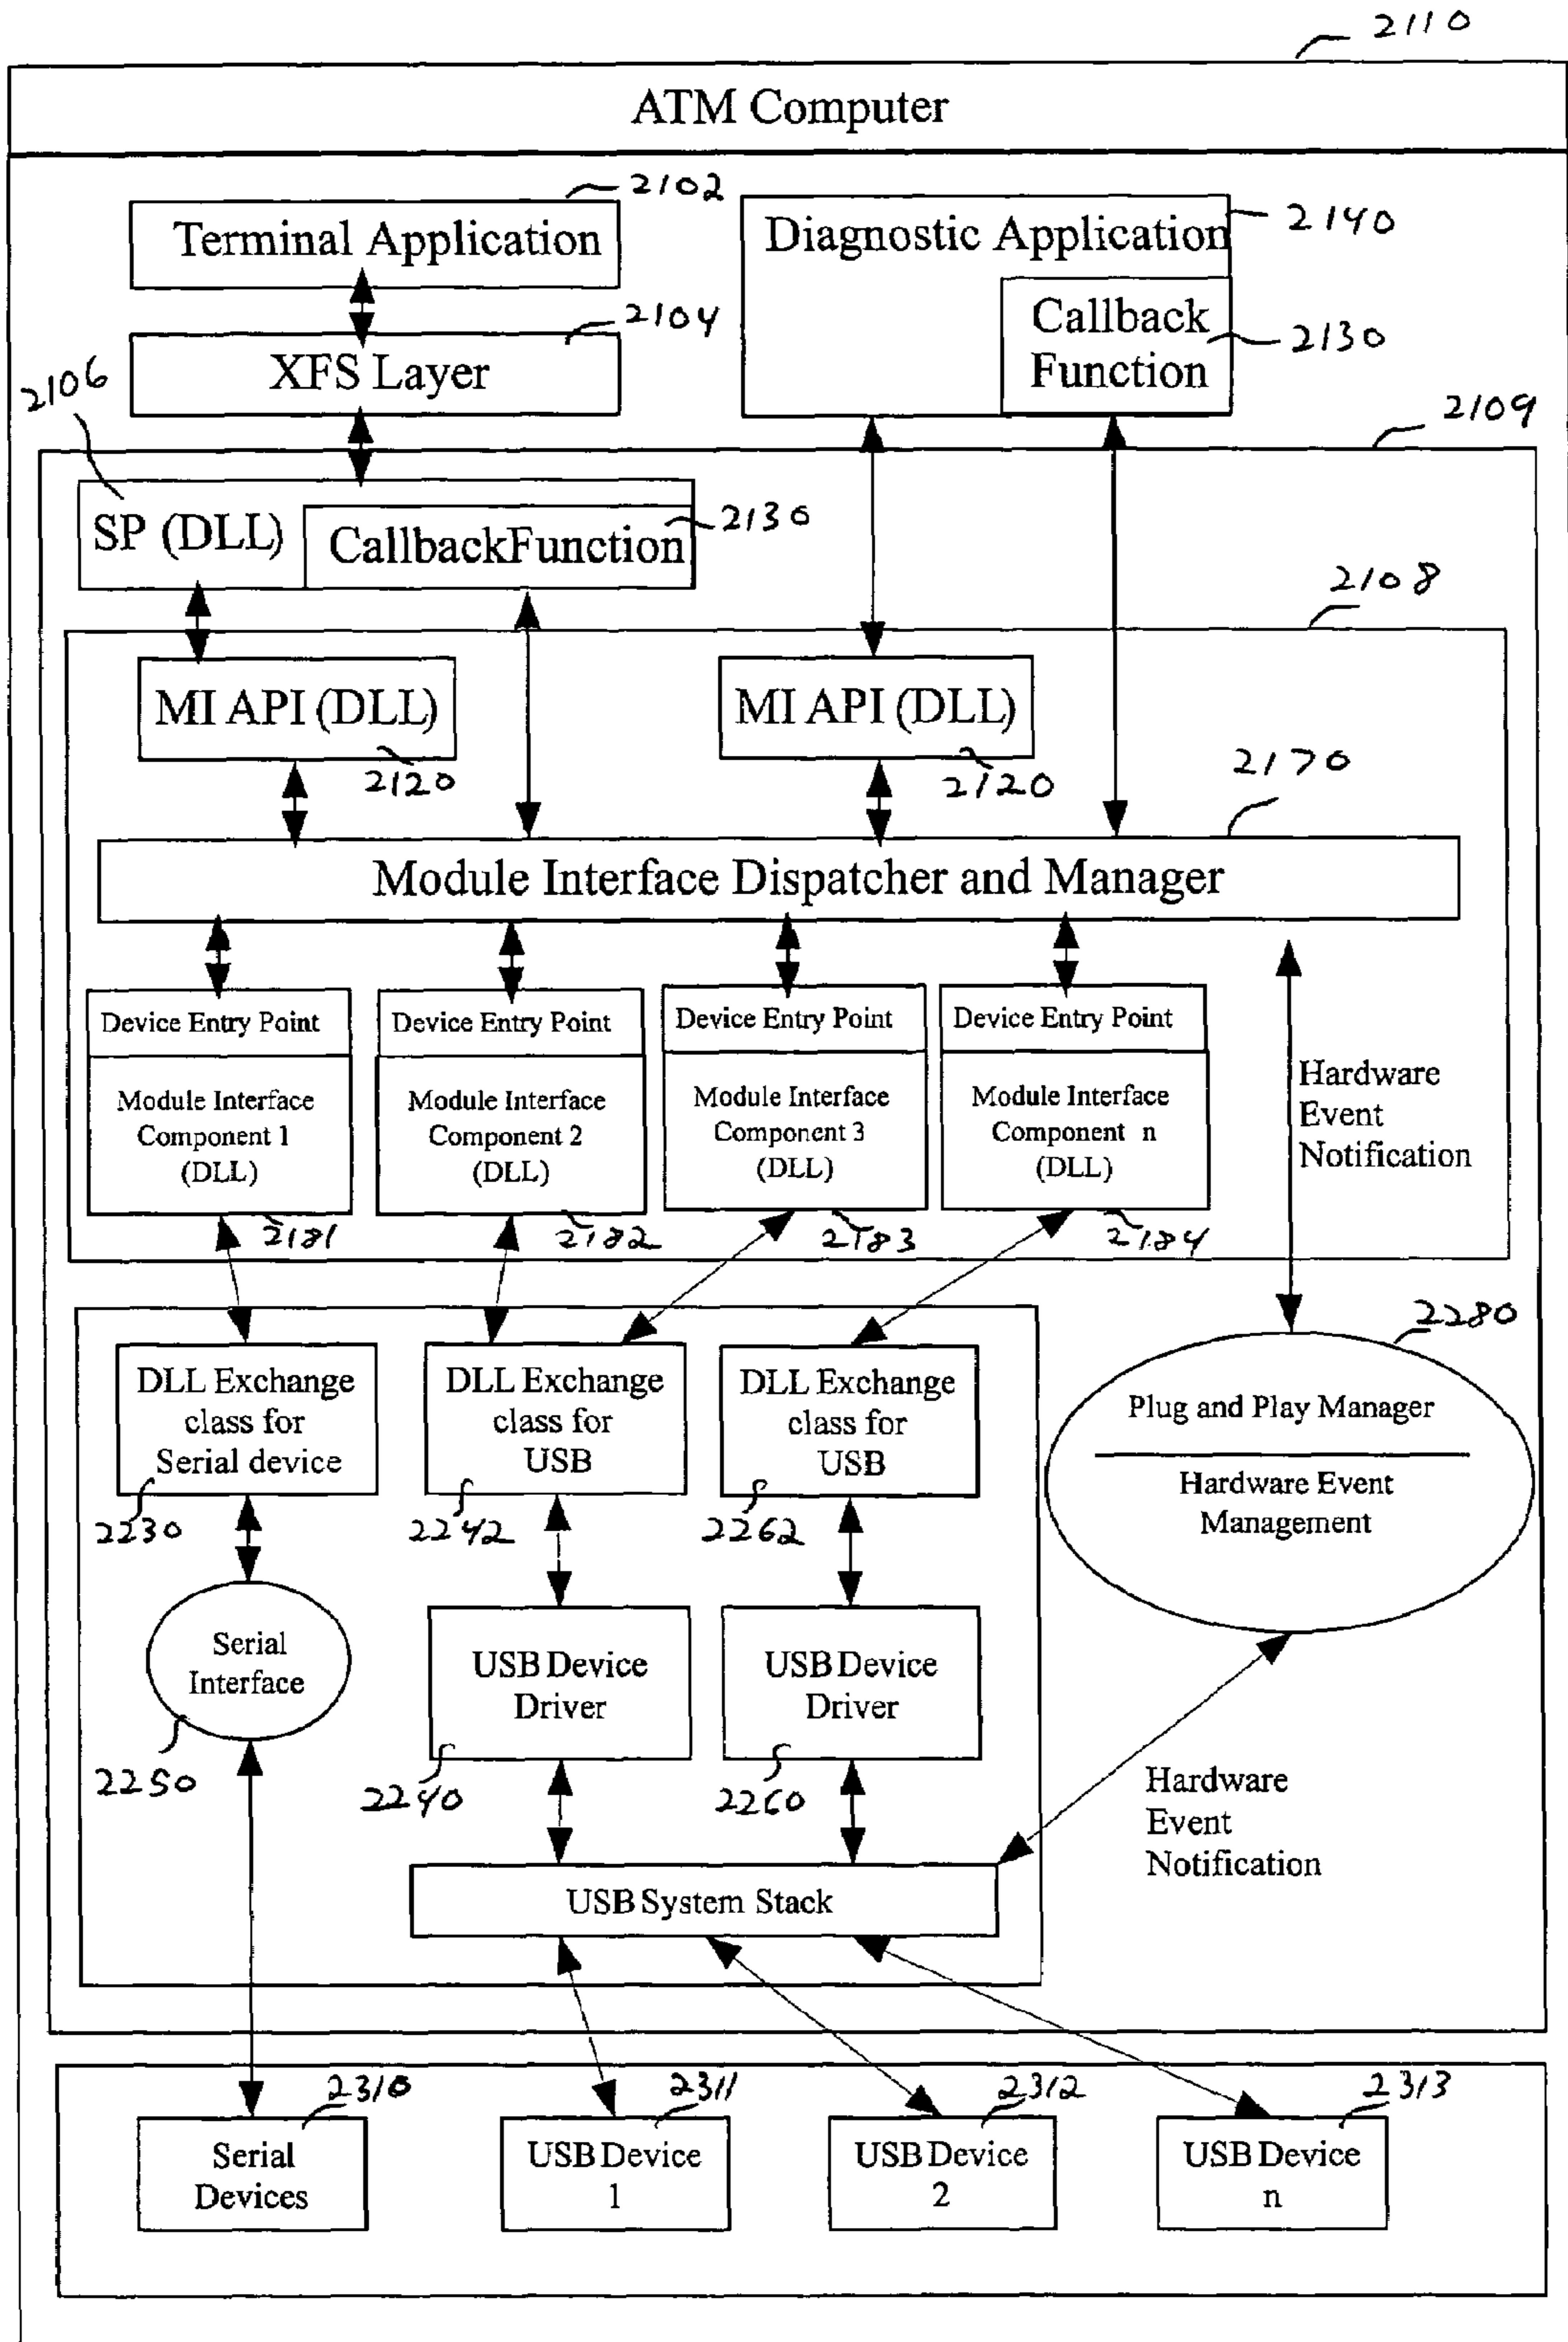 2110
ATM Computer
2102
Terminal Application
2140
Diagnostic Application
Callback
Function
2130
2104
XFS Layer
2106
2109
SP (DLL)
CallbackFunction
2130
2108
MI API (DLL)
2120
MI API (DLL)
2120
2170
Module Interface Dispatcher and Manager
Device Entry Point
Device Entry Point
Device Entry Point
Device Entry Point
Module Interface
Component 1
(DLL)
2181
Module Interface
Component 2
(DLL)
2182
Module Interface
Component 3
(DLL)
2183
Module Interface
Component n
(DLL)
2184
Hardware
Event
Notification
2280
DLL Exchange
class for
Serial device
2230
DLL Exchange
class for
USB
2242
DLL Exchange
class for
USB
2262
Plug and Play Manager
Hardware Event
Management
Serial
Interface
2250
USB Device
Driver
2240
USB Device
Driver
2260
Hardware
Event
Notification
USB System Stack
2310
Serial
Devices
2311
USB Device
1
2312
USB Device
2
2313
USB Device
n